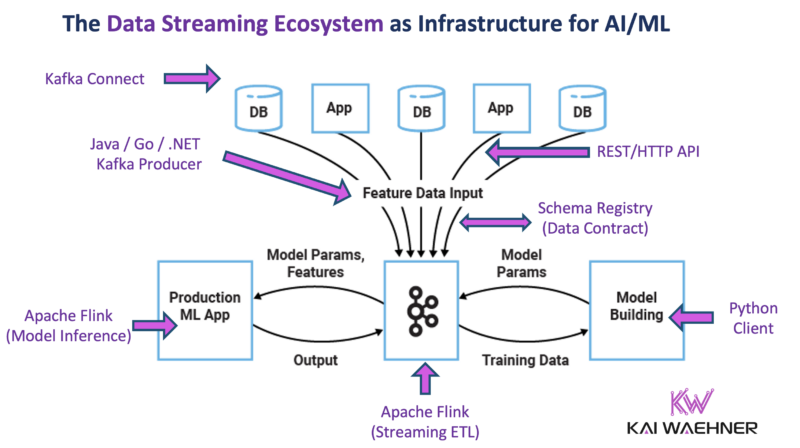 The Data Streaming Ecosystem as Infrastructure for AI/ML
Kafka Connect
DB
App
DB
App
DB
Java / Go / .NET
Kafka Producer
REST/HTTP API
Feature Data Input
Schema Registry
(Data Contract)
Model Params,
Features
Model
Params
Production
ML App
Model
Building
Apache Flink
(Model Inference)
Python
Client
Output
Training Data
Apache Flink
(Streaming ETL)
KW
KAI WAEHNER